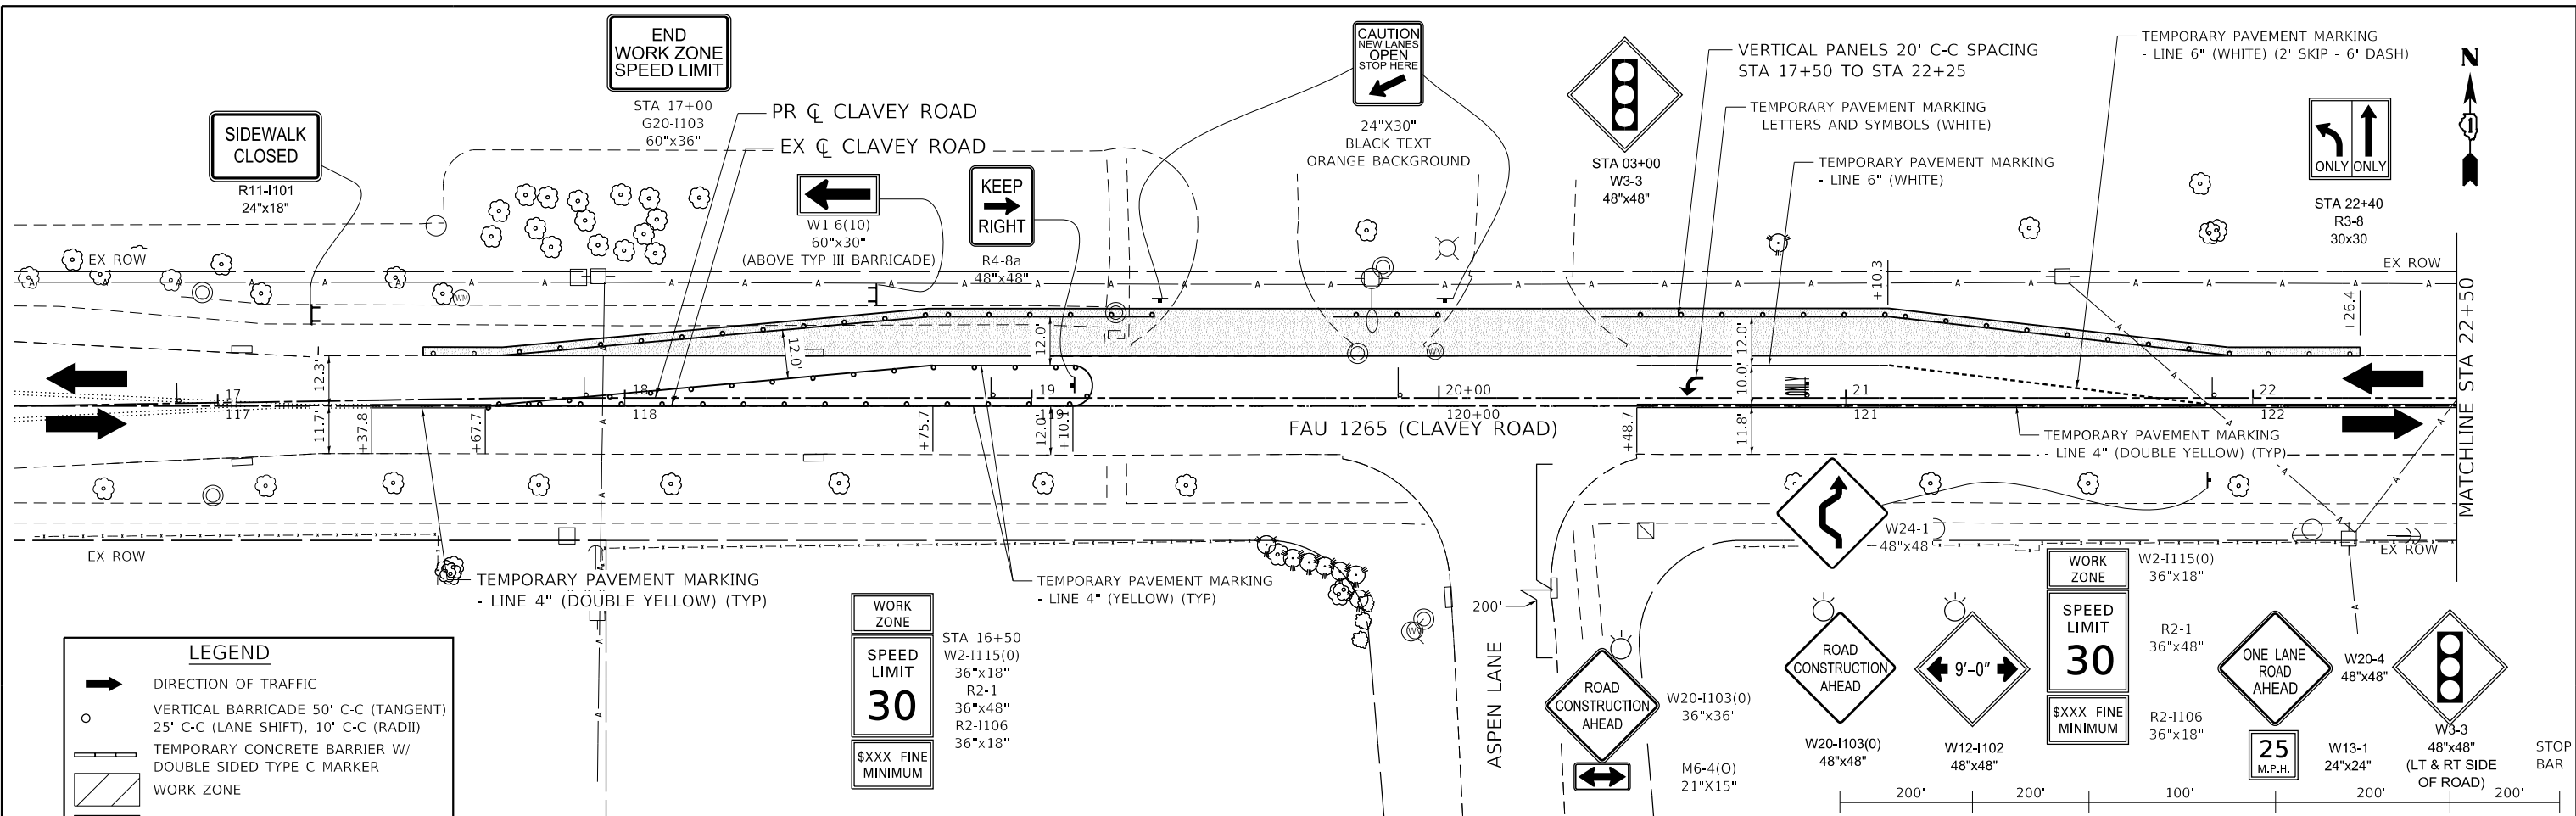 END
WORK ZONE
SPEED LIMIT
STA 17+00
G20-I103
60"x36"
SIDEWALK
CLOSED
R11-I101
24"x18"
PR ℄ CLAVEY ROAD
EX ℄ CLAVEY ROAD
W1-6(10)
60"x30"
(ABOVE TYP III BARRICADE)
KEEP
RIGHT
R4-8a
48"x48"
CAUTION
NEW LANES
OPEN
STOP HERE
24"X30"
BLACK TEXT
ORANGE BACKGROUND
STA 03+00
W3-3
48"x48"
VERTICAL PANELS 20' C-C SPACING
STA 17+50 TO STA 22+25
TEMPORARY PAVEMENT MARKING
- LETTERS AND SYMBOLS (WHITE)
TEMPORARY PAVEMENT MARKING
- LINE 6" (WHITE)
TEMPORARY PAVEMENT MARKING
- LINE 6" (WHITE) (2' SKIP - 6' DASH)
N
1
ONLY ONLY
STA 22+40
R3-8
30x30
EX ROW
EX ROW
A A A A A A A A A A A A A A A A A A A A
WM
WV
+10.3
+26.4
12.3'
11.7'
+37.8
+67.7
12.0'
+75.7
12.0'
12.0'
+10.1
+48.7
12.0'
10.0'
11.8'
17
117
18
118
19
119
20+00
120+00
21
121
22
122
FAU 1265 (CLAVEY ROAD)
TEMPORARY PAVEMENT MARKING
- LINE 4" (DOUBLE YELLOW) (TYP)
MATCHLINE STA 22+50
EX ROW
EX ROW
TEMPORARY PAVEMENT MARKING
- LINE 4" (DOUBLE YELLOW) (TYP)
TEMPORARY PAVEMENT MARKING
- LINE 4" (YELLOW) (TYP)
WV
200'
ASPEN LANE
W24-1
48"x48"
LEGEND
DIRECTION OF TRAFFIC
VERTICAL BARRICADE 50' C-C (TANGENT)
25' C-C (LANE SHIFT), 10' C-C (RADII)
TEMPORARY CONCRETE BARRIER W/
DOUBLE SIDED TYPE C MARKER
WORK ZONE
WORK
ZONE
SPEED
LIMIT
30
$XXX FINE
MINIMUM
STA 16+50
W2-I115(0)
36"x18"
R2-1
36"x48"
R2-I106
36"x18"
ROAD
CONSTRUCTION
AHEAD
W20-I103(0)
36"x36"
M6-4(O)
21"X15"
ROAD
CONSTRUCTION
AHEAD
W20-I103(0)
48"x48"
9'-0"
W12-I102
48"x48"
WORK
ZONE
SPEED
LIMIT
30
$XXX FINE
MINIMUM
W2-I115(0)
36"x18"
R2-1
36"x48"
R2-I106
36"x18"
ONE LANE
ROAD
AHEAD
25
M.P.H.
W20-4
48"x48"
W13-1
24"x24"
W3-3
48"x48"
(LT & RT SIDE
OF ROAD)
STOP
BAR
200' 200' 100' 200' 200'